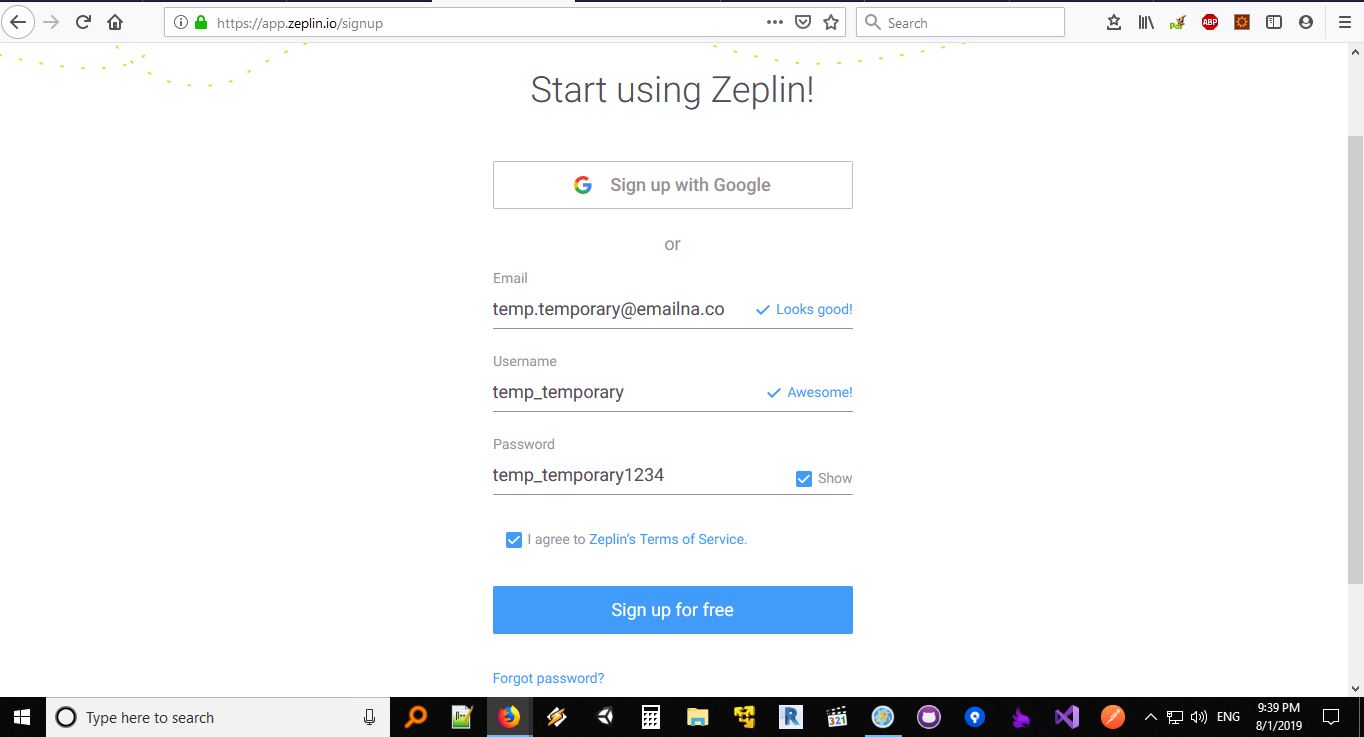 https://app.zeplin.io/signup
Search
ABP
Start using Zeplin!
Sign up with Google
or
Email
temp.temporary@emailna.co
Looks good!
Username
temp_temporary
Awesome!
Password
temp_temporary1234
Show
I agree to Zeplin's Terms of Service.
Sign up for free
Forgot password?
Type here to search
R
321
ENG
9:39 PM
8/1/2019